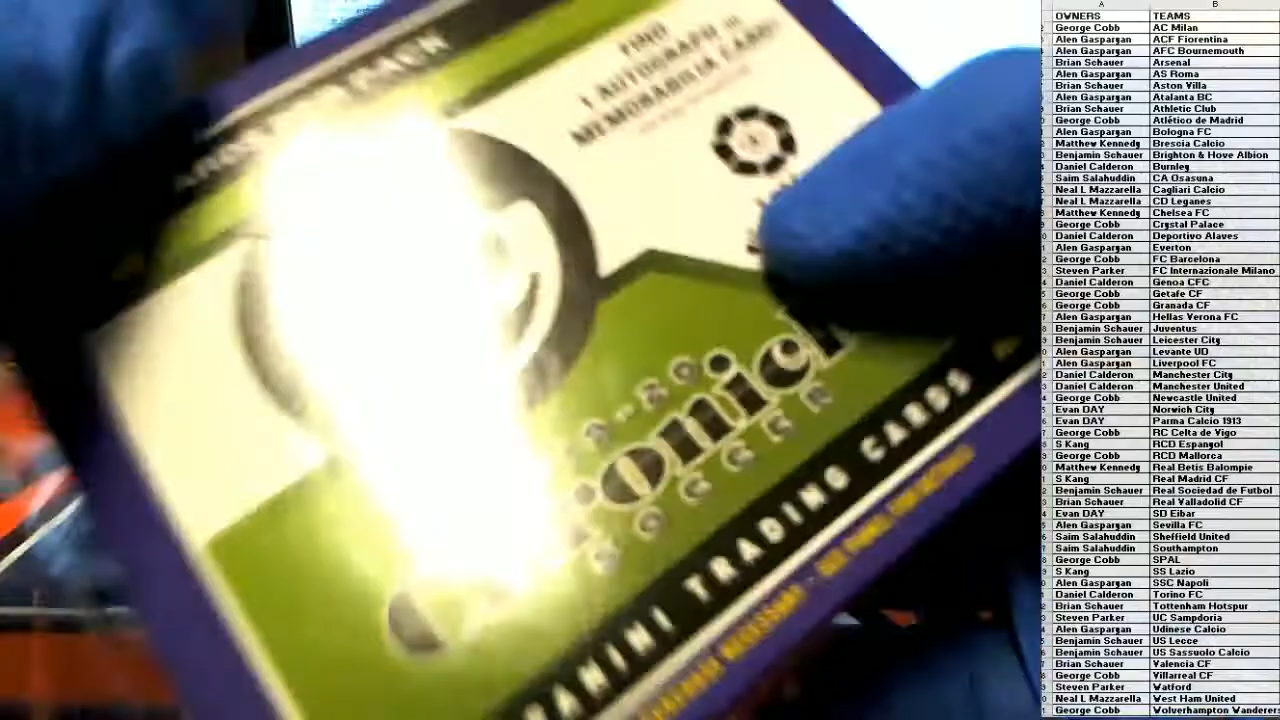 FIND
1 AUTOGRAPH OR
MEMORABILIA CARD
PANINI TRADING CARDS
A B
OWNERS TEAMS
George Cobb AC Milan
Alen Gaspargan ACF Fiorentina
Alen Gaspargan AFC Bournemouth
Brian Schauer Arsenal
Alen Gaspargan AS Roma
Brian Schauer Aston Villa
Alen Gaspargan Atalanta BC
Brian Schauer Athletic Club
George Cobb Atlético de Madrid
Alen Gaspargan Bologna FC
Matthew Kennedy Brescia Calcio
Benjamin Schauer Brighton & Hove Albion
Daniel Calderon Burnley
Saim Salahuddin CA Osasuna
Neal L Mazzarella Cagliari Calcio
Neal L Mazzarella CD Leganes
Matthew Kennedy Chelsea FC
George Cobb Crystal Palace
Daniel Calderon Deportivo Alaves
Alen Gaspargan Everton
George Cobb FC Barcelona
Steven Parker FC Internazionale Milano
Daniel Calderon Genoa CFC
George Cobb Getafe CF
George Cobb Granada CF
Alen Gaspargan Hellas Verona FC
Benjamin Schauer Juventus
Benjamin Schauer Leicester City
Alen Gaspargan Levante UD
Alen Gaspargan Liverpool FC
Daniel Calderon Manchester City
Daniel Calderon Manchester United
George Cobb Newcastle United
Evan DAY Norwich City
Evan DAY Parma Calcio 1913
George Cobb RC Celta de Vigo
S Kang RCD Espanyol
George Cobb RCD Mallorca
Matthew Kennedy Real Betis Balompie
S Kang Real Madrid CF
Benjamin Schauer Real Sociedad de Futbol
Brian Schauer Real Valladolid CF
Evan DAY SD Eibar
Alen Gaspargan Sevilla FC
Saim Salahuddin Sheffield United
Saim Salahuddin Southampton
George Cobb SPAL
S Kang SS Lazio
Alen Gaspargan SSC Napoli
Daniel Calderon Torino FC
Brian Schauer Tottenham Hotspur
Steven Parker UC Sampdoria
Alen Gaspargan Udinese Calcio
Benjamin Schauer US Lecce
Benjamin Schauer US Sassuolo Calcio
Brian Schauer Valencia CF
George Cobb Villarreal CF
Steven Parker Watford
Neal L Mazzarella West Ham United
George Cobb Wolverhampton Wanderers